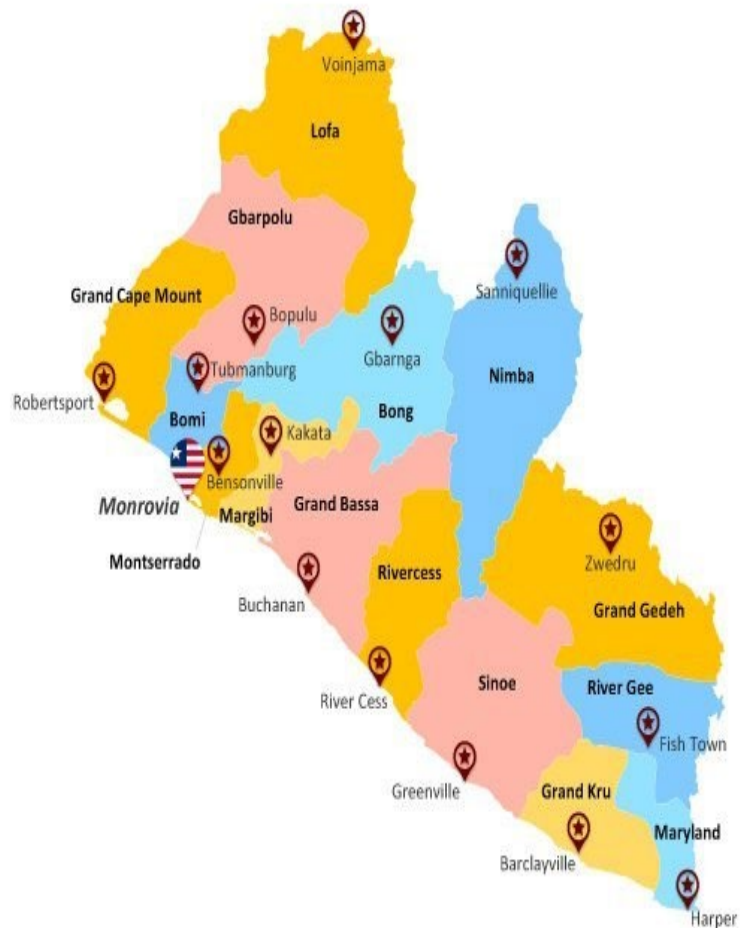 Voinjama
Lofa
Gbarpolu
Sanniquellie
Grand Cape Mount
Bopulu
Gbarnga
Tubmanburg
Nimba
Robertsport
Bomi
Bong
Kakata
Bensonville
Monrovia
Grand Bassa
Margibi
Montserrado
Zwedru
Rivercess
Buchanan
Grand Gedeh
Sinoe
River Gee
River Cess
Fish Town
Greenville
Grand Kru
Maryland
Barclayville
Harper